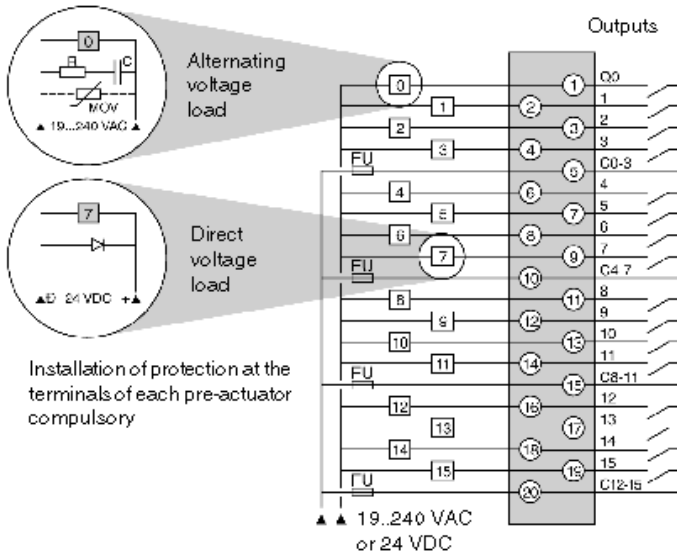 Outputs
0
R
C
MOV
19...240 VAC
Alternating
voltage
load
7
24 VDC +
Direct
voltage
load
Installation of protection at the
terminals of each pre-actuator
compulsory
0 1 Q0
1 2 1
2 3 2
3 4 3
FU 5 C0-3
4 6 4
5 7 5
6 8 6
7 9 7
FU 10 C4-7
8 11 8
9 12 9
10 13 10
11 14 11
FU 15 C8-11
12 16 12
13 17 13
14 18 14
15 19 15
FU 20 C12-15
19..240 VAC
or 24 VDC